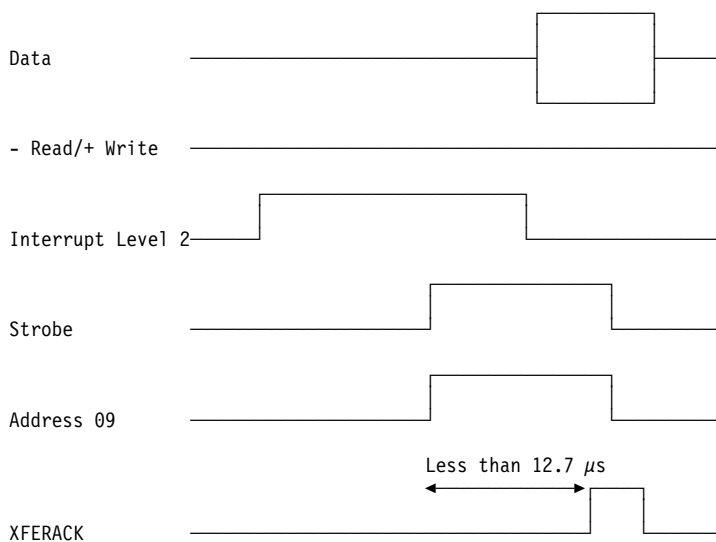 Data
- Read/+ Write
Interrupt Level 2
Strobe
Address 09
Less than 12.7 µs
XFERACK